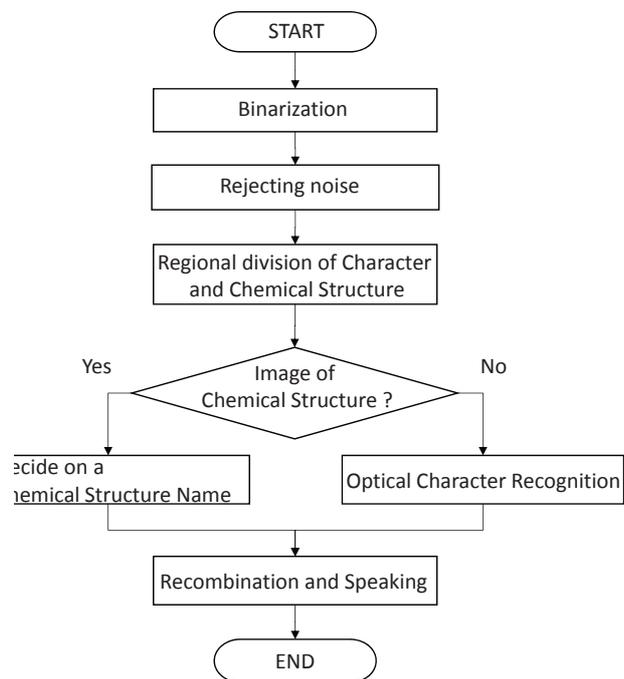 START
Binarization
Rejecting noise
Regional division of Character
and Chemical Structure
Yes
Image of
Chemical Structure ?
No
ecide on a
hemical Structure Name
Optical Character Recognition
Recombination and Speaking
END